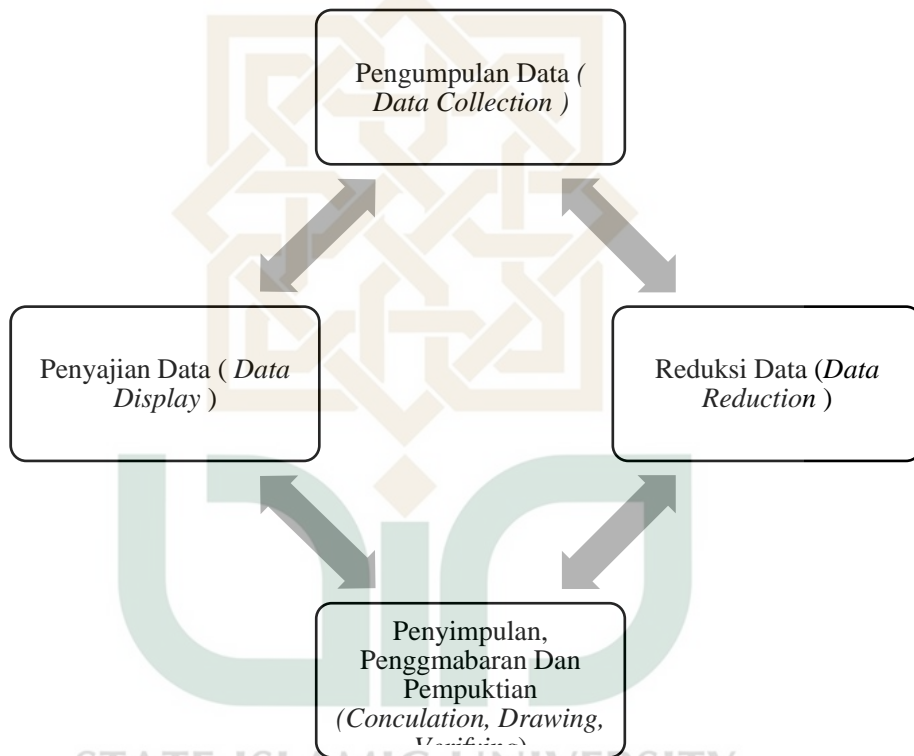 Pengumpulan Data (
Data Collection )
Penyajian Data ( Data
Display )
Reduksi Data (Data
Reduction )
Penyimpulan,
Penggmabaran Dan
Pempuktian
(Conculation, Drawing,
Verifying)
STATE ISLAMIC UNIVERSITY